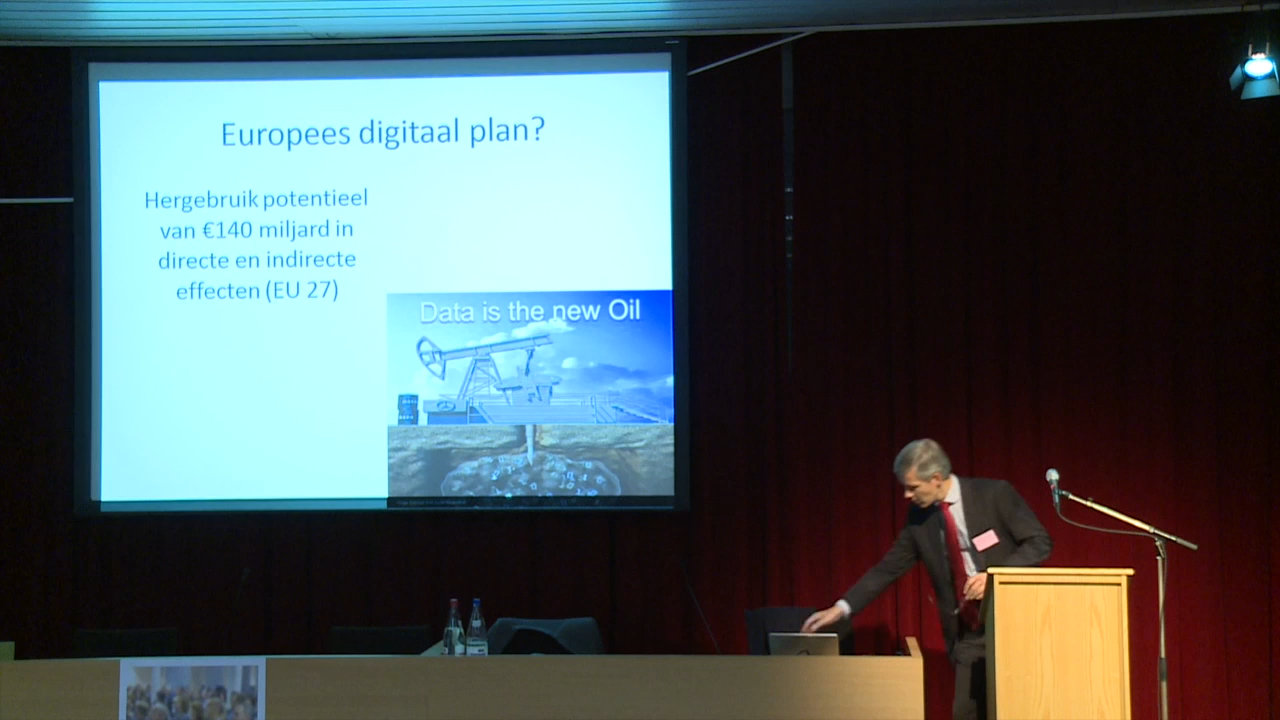 Europees digitaal plan?
Hergebruik potentieel
van €140 miljard in
directe en indirecte
effecten (EU 27)
Data is the new Oil